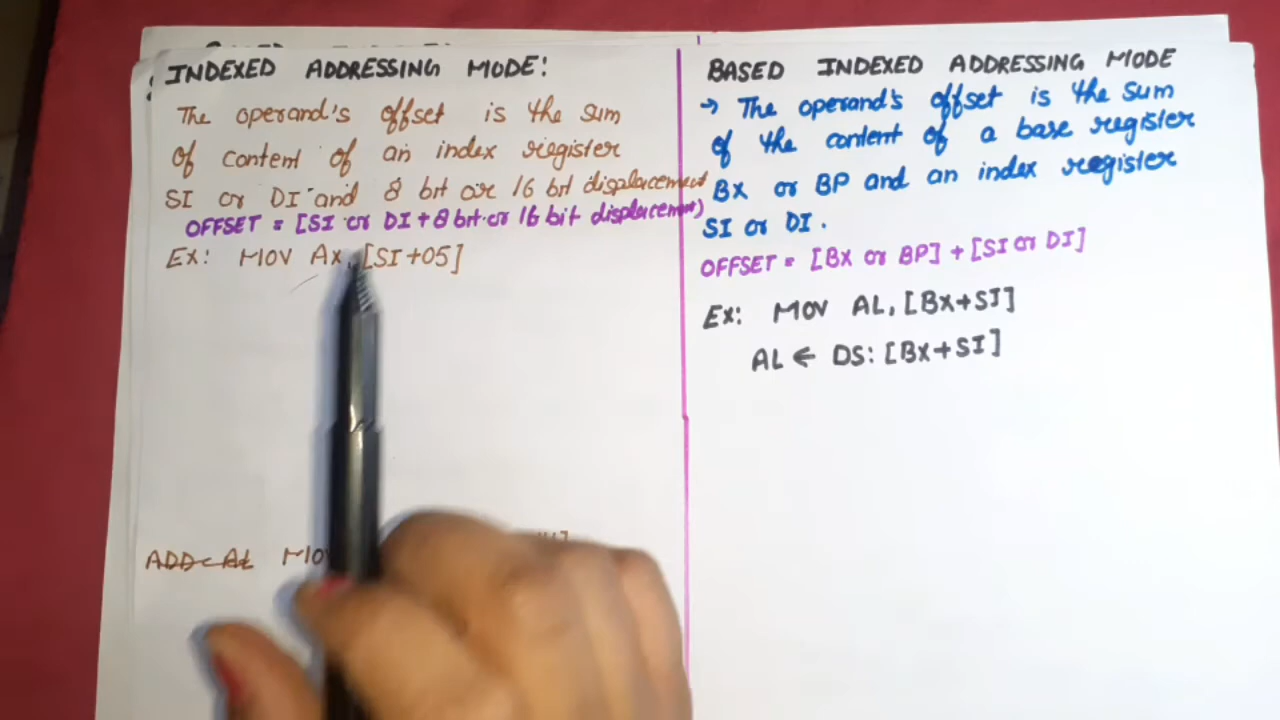 INDEXED ADDRESSING MODE:
The operand's offset is the sum
of content of an index register
SI or DI and 8 bit or 16 bit displacement
OFFSET = [SI or DI + 8 bit or 16 bit displacement)
Ex: MOV AX, [SI+05]
ADD AL MOV
BASED INDEXED ADDRESSING MODE
→ The operand's offset is the sum
of the content of a base register
BX or BP and an index register
SI or DI.
OFFSET = [BX or BP] + [SI or DI]
Ex: MOV AL, [BX+SI]
AL ← DS: [BX+SI]